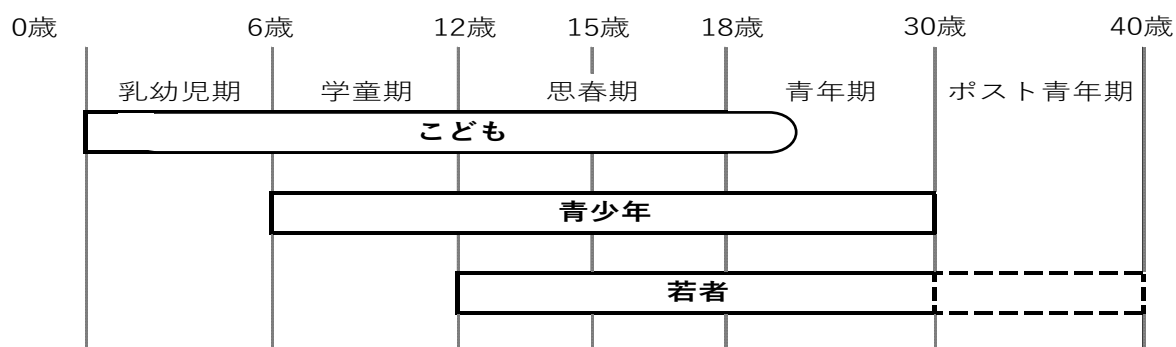 0歳 6歳 12歳 15歳 18歳 30歳 40歳
乳幼児期 学童期 思春期 青年期 ポスト青年期
こども
青少年
若者